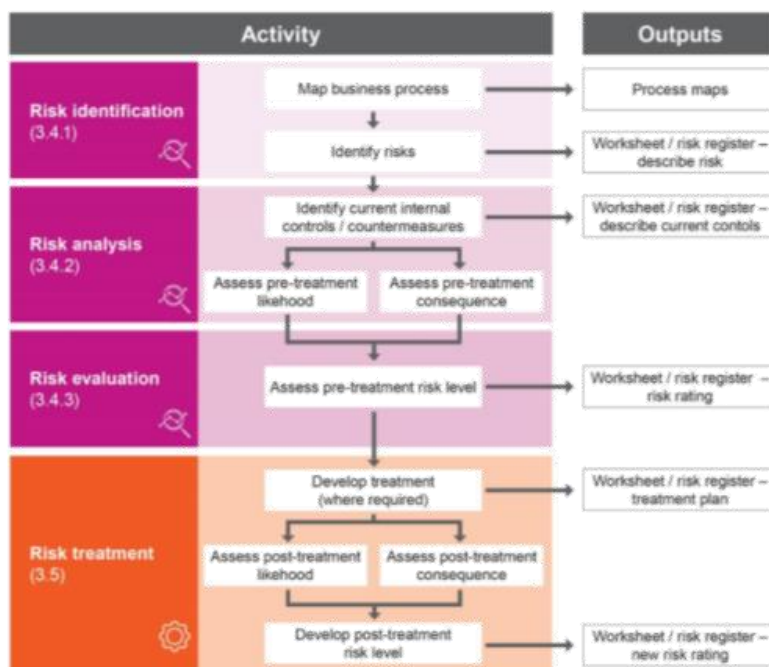 Activity
Outputs
Risk identification
(3.4.1)
Map business process
Process maps
Identify risks
Worksheet / risk register –
describe risk
Risk analysis
(3.4.2)
Identify current internal
controls / countermeasures
Worksheet / risk register –
describe current contols
Assess pre-treatment
likehood
Assess pre-treatment
consequence
Risk evaluation
(3.4.3)
Assess pre-treatment risk level
Worksheet / risk register –
risk rating
Risk treatment
(3.5)
Develop treatment
(where required)
Worksheet / risk register –
treatment plan
Assess post-treatment
likelihood
Assess post-treatment
consequence
Develop post-treatment
risk level
Worksheet / risk register –
new risk rating